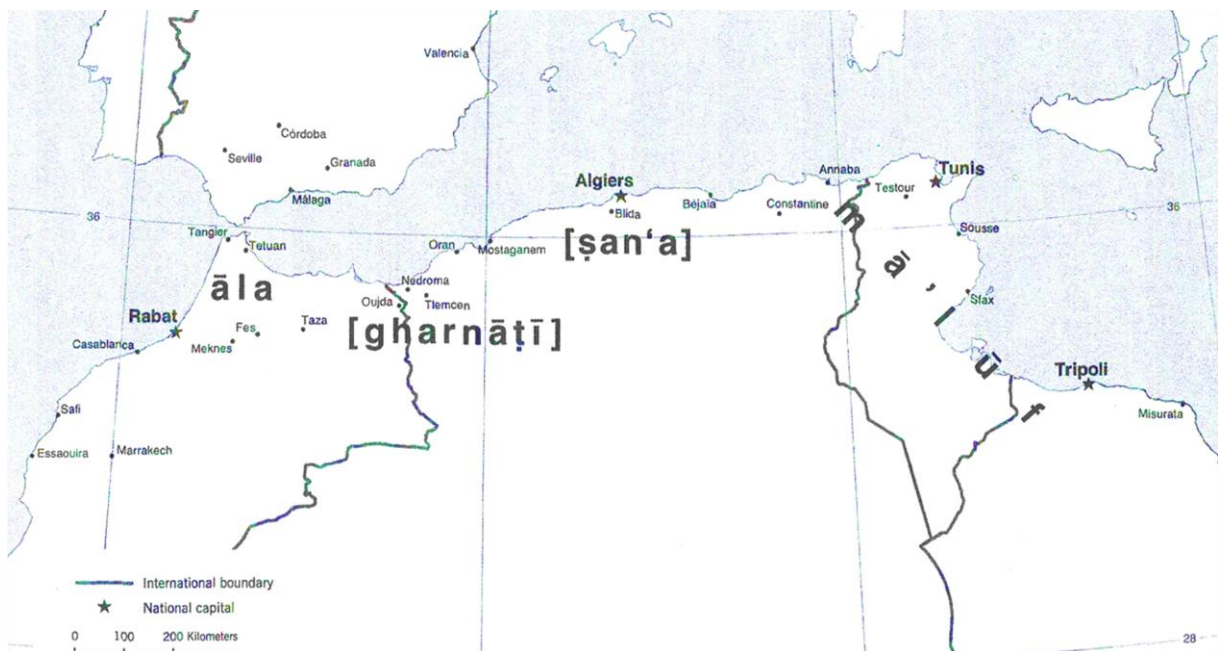 Valencia
Córdoba
Seville
Granada
Málaga
Algiers
Annaba
Tunis
Testour
Blida
Béjaïa
Constantine
36
36
Tangier
Tetuan
Oran
Mostaganem
[ṣan‘a]
Sousse
māʼlūf
āla
Nedroma
Oujda
Tlemcen
Sfax
Rabat
Fes
Taza
[gharnāṭī]
Casablanca
Meknes
Tripoli
Misurata
Safi
Essaouira
Marrakech
International boundary
National capital
0 100 200 Kilometers
28